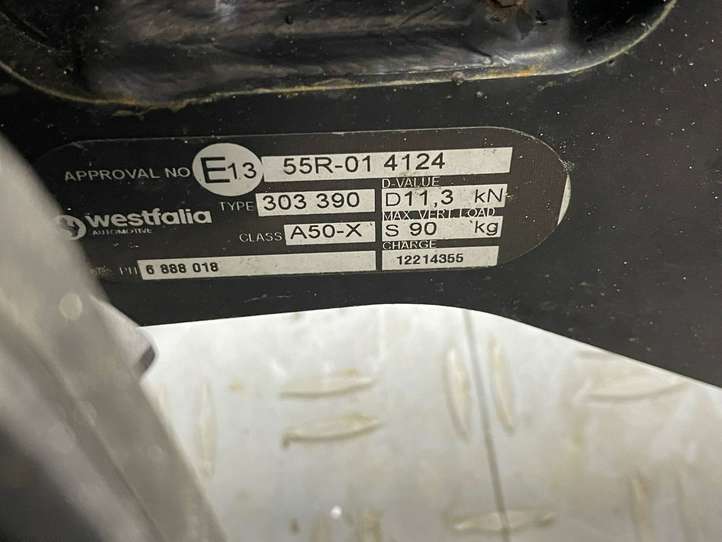 APPROVAL NO E13 55R-01 4124
TYPE 303 390
D-VALUE
D11,3 kN
westfalia
AUTOMOTIVE
CLASS A50-X
MAX VERT LOAD
S 90 kg
6 888 018
CHARGE
12214355